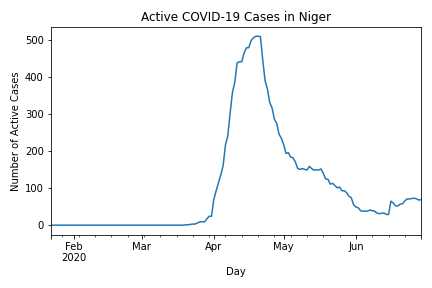 Active COVID-19 Cases in Niger
Number of Active Cases
500
400
300
200
100
0
Feb Mar Apr May Jun
2020
Day